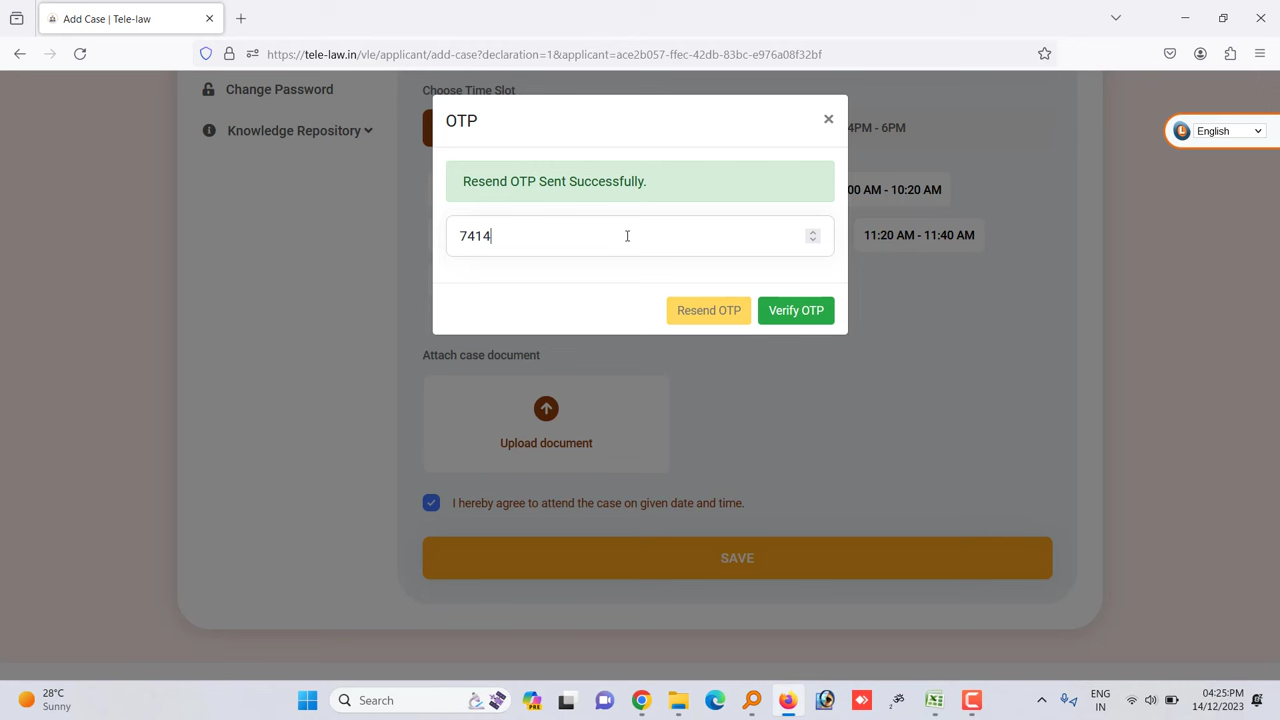 Add Case | Tele-law
https://tele-law.in/vle/applicant/add-case?declaration=1&applicant=ace2b057-ffec-42db-83bc-e976a08f32bf
Change Password
Choose Time Slot
OTP
Knowledge Repository
4PM - 6PM
English
Resend OTP Sent Successfully.
00 AM - 10:20 AM
7414
11:20 AM - 11:40 AM
Resend OTP
Verify OTP
Attach case document
Upload document
I hereby agree to attend the case on given date and time.
SAVE
28°C
Sunny
Search
ENG
IN
04:25PM
14/12/2023